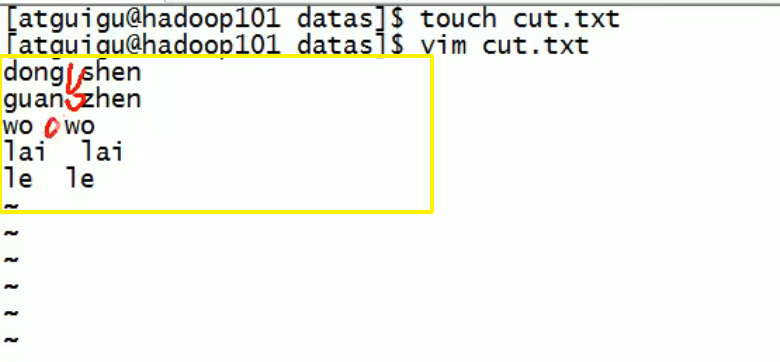 [atguigu@hadoop101 datas]$ touch cut.txt
[atguigu@hadoop101 datas]$ vim cut.txt
dong shen
guan zhen
wo  wo
lai  lai
le  le
~
~
~
~
~
~